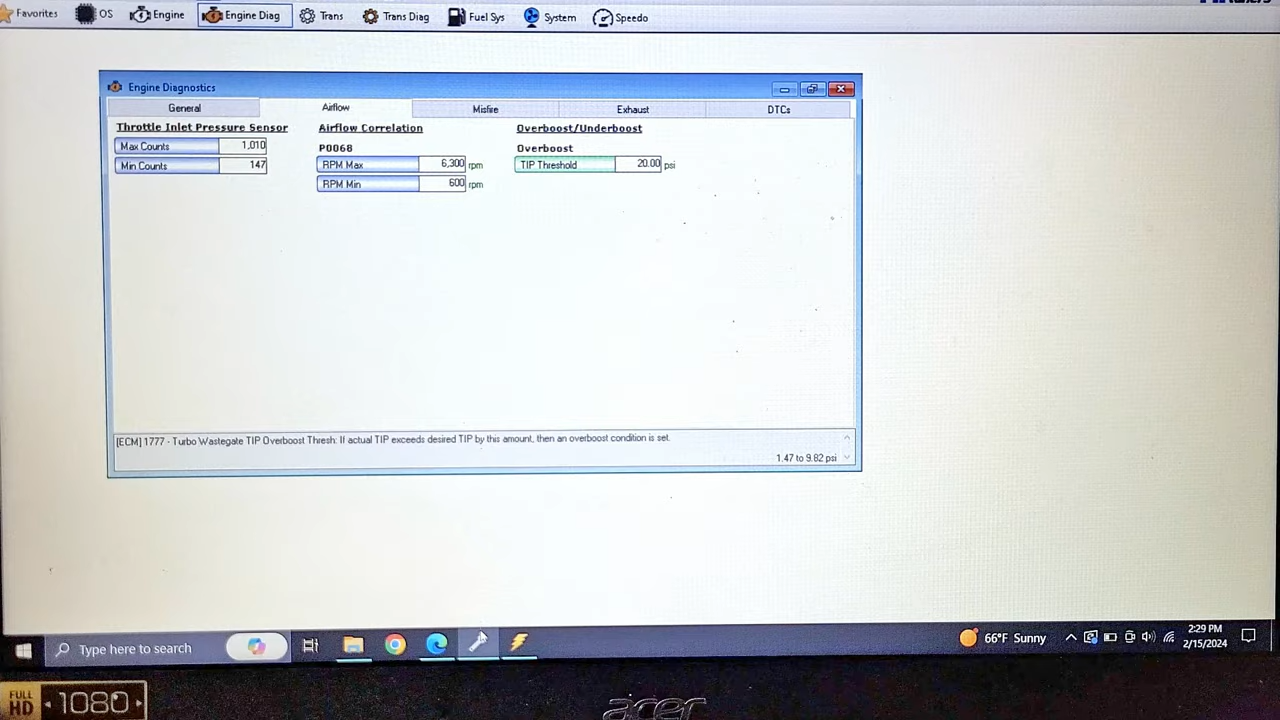 Favorites OS Engine Engine Diag Trans Trans Diag Fuel Sys System Speedo
Engine Diagnostics
General Airflow Misfire Exhaust DTCs
Throttle Inlet Pressure Sensor
Max Counts 1,010
Min Counts 147
Airflow Correlation
P0068
RPM Max 6,300 rpm
RPM Min 600 rpm
Overboost/Underboost
Overboost
TIP Threshold 20.00 psi
[ECM] 1777 - Turbo Wastegate TIP Overboost Thresh: If actual TIP exceeds desired TIP by this amount, then an overboost condition is set.
1.47 to 9.82 psi
Type here to search
66°F Sunny
2:29 PM
2/15/2024
FULL HD 1080
acer